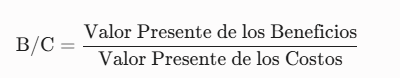 B/C = Valor Presente de los Beneficios
Valor Presente de los Costos